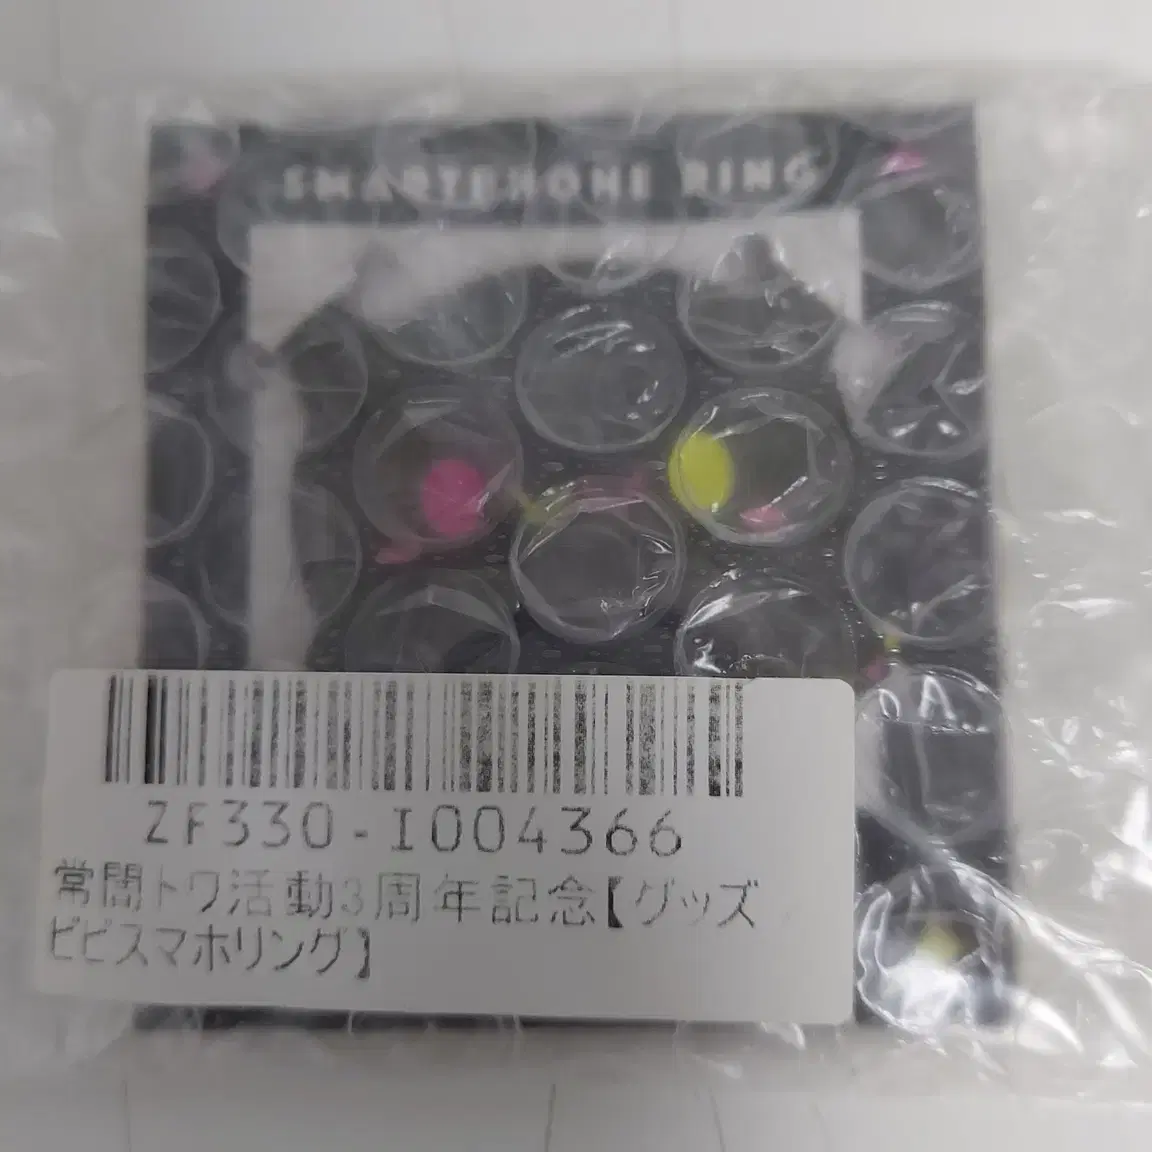 SMARTPHONE RING
A..
ZF330-I004366
常闇トワ活動3周年記念【グッズ
ビビスマホリング】